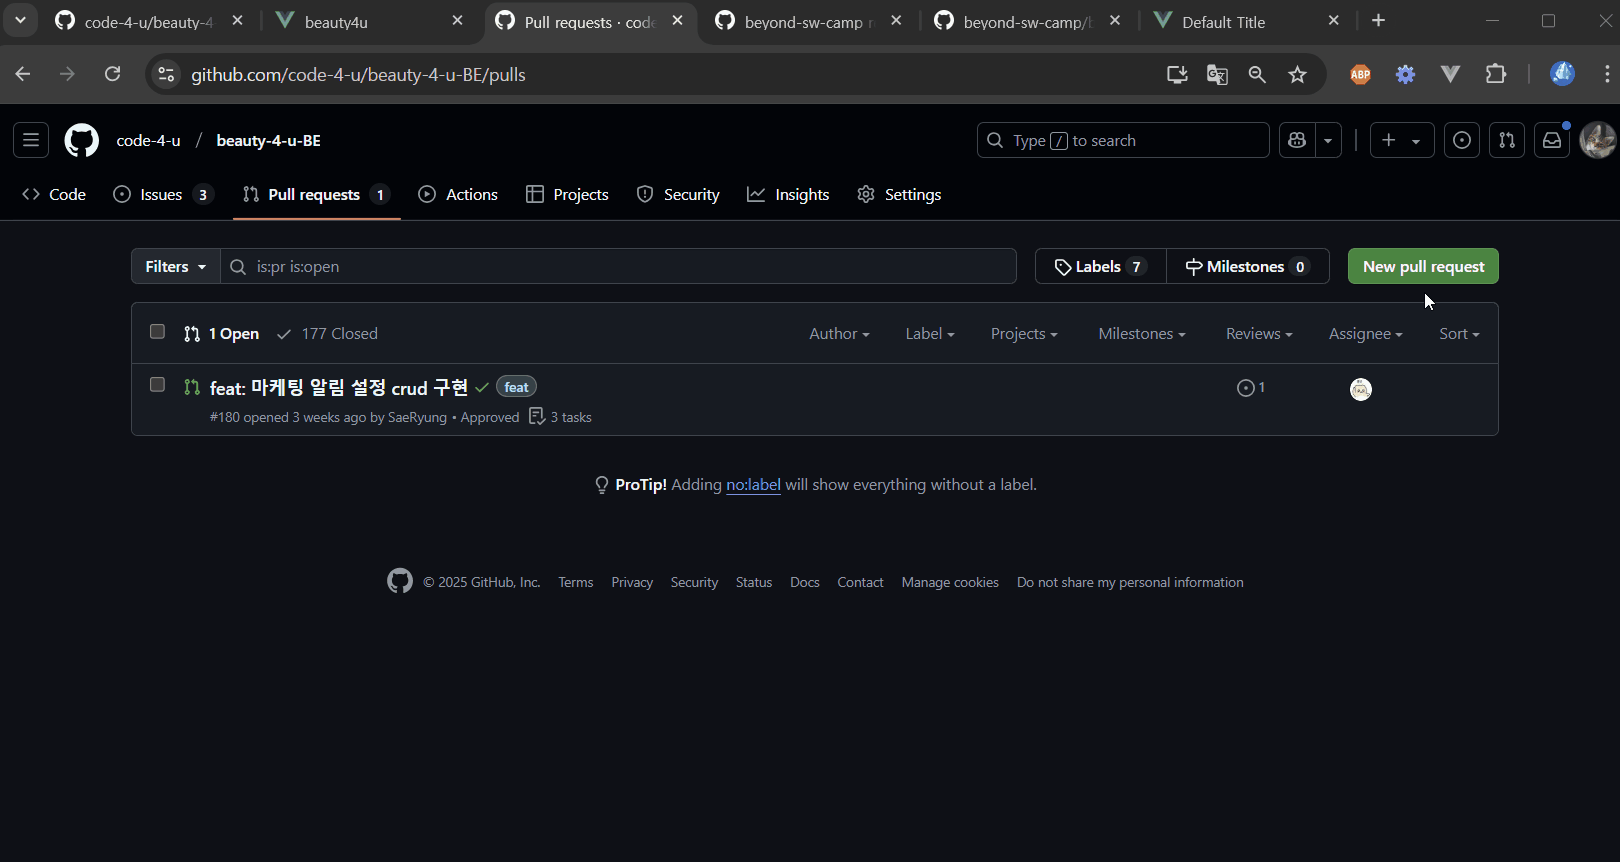 code-4-u/beauty-4
beauty4u
Pull requests · code
beyond-sw-camp r
beyond-sw-camp/b
Default Title
github.com/code-4-u/beauty-4-u-BE/pulls
ABP
code-4-u / beauty-4-u-BE
Type / to search
Code
Issues 3
Pull requests 1
Actions
Projects
Security
Insights
Settings
Filters
is:pr is:open
Labels 7
Milestones 0
New pull request
1 Open
177 Closed
Author
Label
Projects
Milestones
Reviews
Assignee
Sort
feat: 마케팅 알림 설정 crud 구현 feat
1
#180 opened 3 weeks ago by SaeRyung • Approved 3 tasks
ProTip! Adding no:label will show everything without a label.
© 2025 GitHub, Inc. Terms Privacy Security Status Docs Contact Manage cookies Do not share my personal information